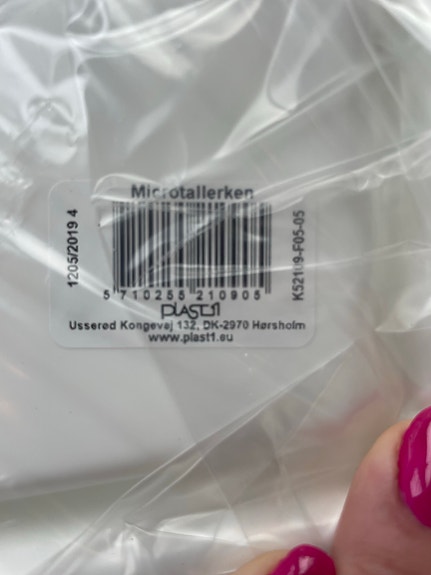 Microtallerken
1205/2019 4
5 710255 210905
K52109-F05-05
PLAST1
Usserød Kongevej 132, DK-2970 Hørsholm
www.plast1.eu